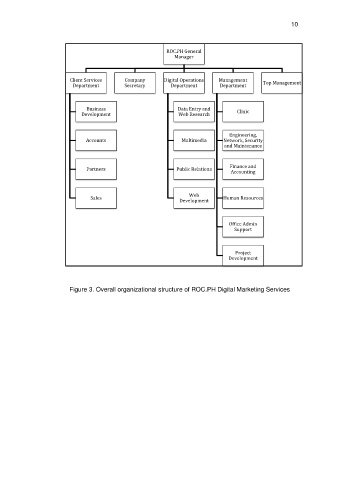 10
ROC.PH General
Manager
Client Services
Department
Company
Secretary
Digital Operations
Department
Management
Department
Top Management
Business
Development
Accounts
Partners
Sales
Data Entry and
Web Research
Multimedia
Public Relations
Web
Development
Clinic
Engineering,
Network, Security
and Maintenance
Finance and
Accounting
Human Resources
Office Admin
Support
Project
Development
Figure 3. Overall organizational structure of ROC.PH Digital Marketing Services